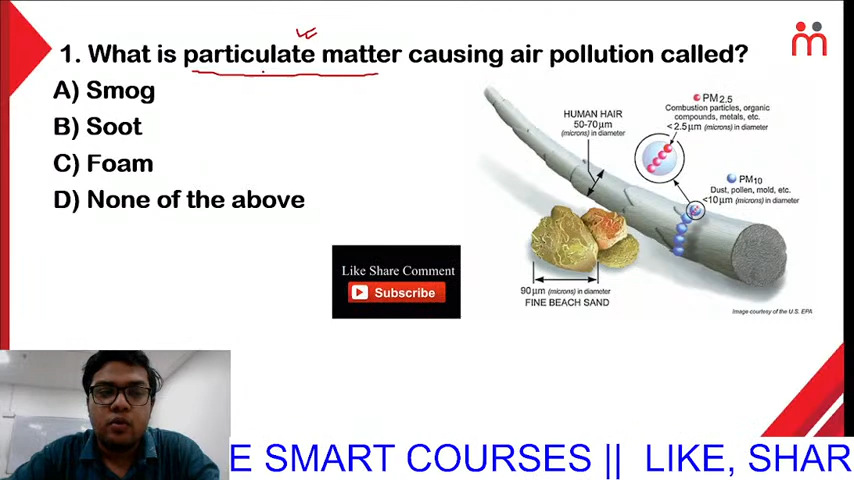 1. What is particulate matter causing air pollution called?
A) Smog
B) Soot
C) Foam
D) None of the above
HUMAN HAIR
50-70μm
(microns) in diameter
PM2.5
Combustion particles, organic
compounds, metals, etc.
<2.5μm (microns) in diameter
PM10
Dust, pollen, mold, etc.
<10μm (microns) in diameter
90μm (microns) in diameter
FINE BEACH SAND
Image courtesy of the U.S. EPA
Like Share Comment
Subscribe
E SMART COURSES || LIKE, SHAR